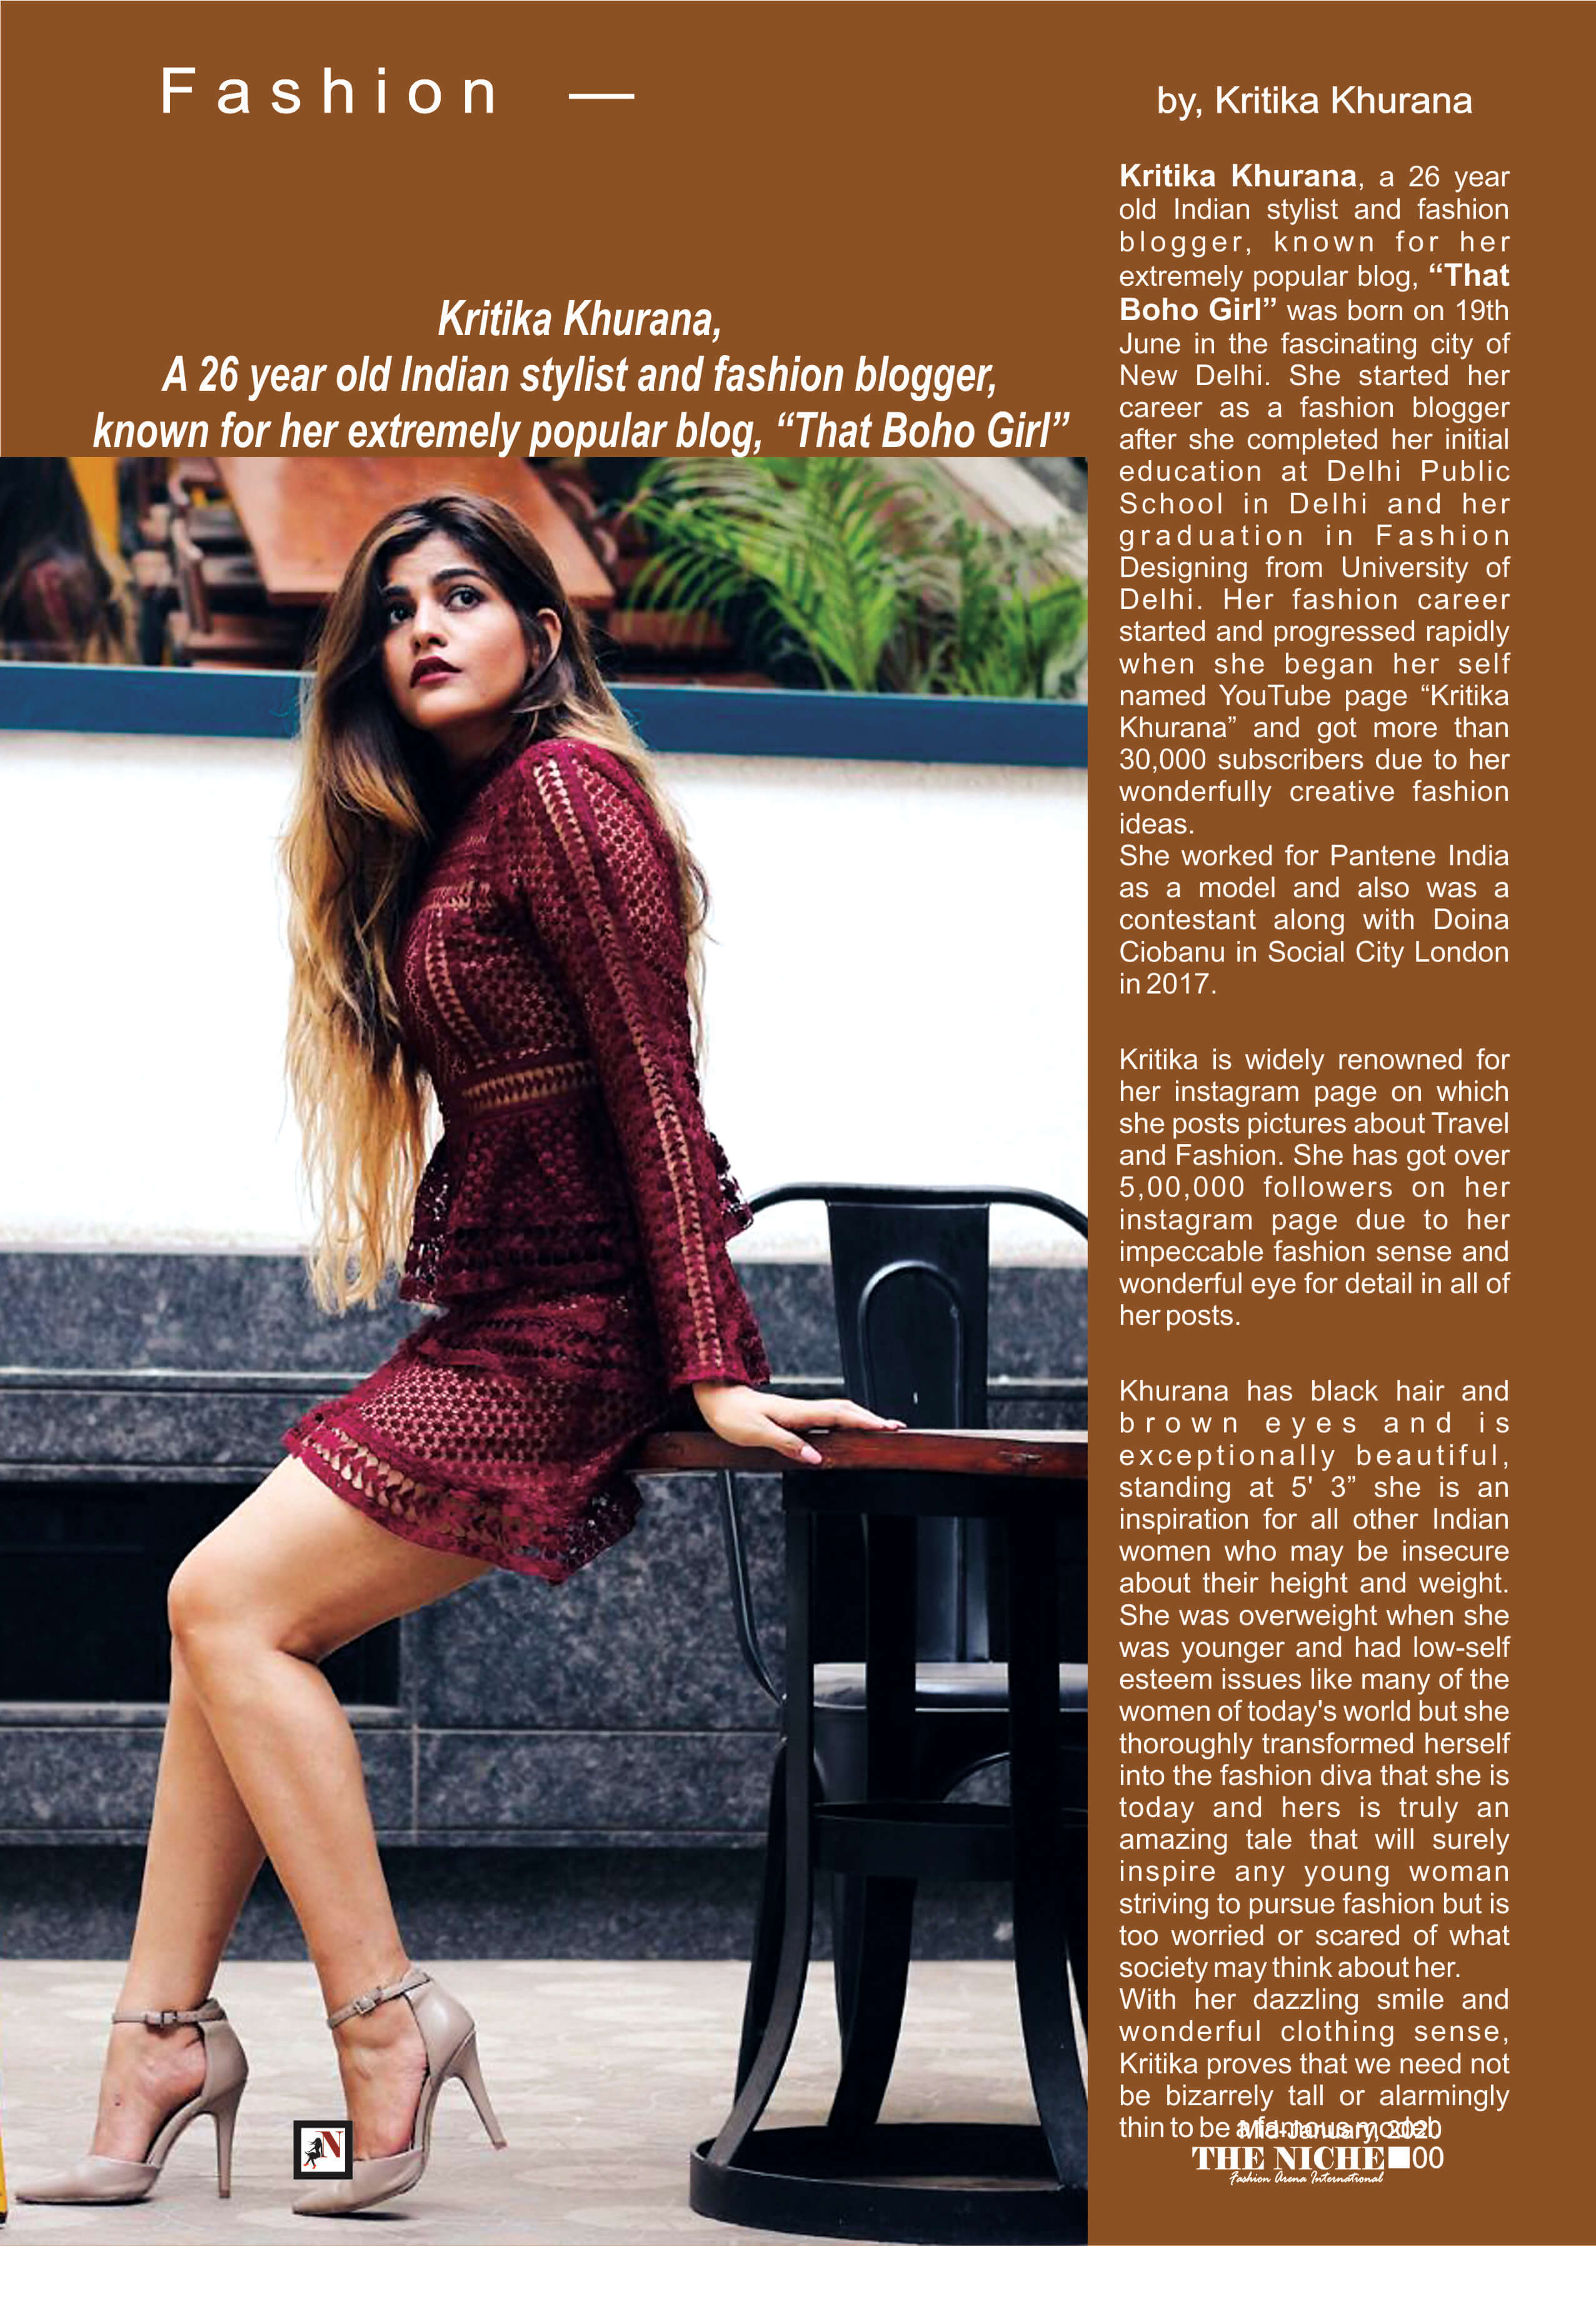 Fashion —
by, Kritika Khurana
Kritika Khurana,
A 26 year old Indian stylist and fashion blogger,
known for her extremely popular blog, “That Boho Girl”
Kritika Khurana, a 26 year
old Indian stylist and fashion
blogger, known for her
extremely popular blog, “That
Boho Girl” was born on 19th
June in the fascinating city of
New Delhi. She started her
career as a fashion blogger
after she completed her initial
education at Delhi Public
School in Delhi and her
graduation in Fashion
Designing from University of
Delhi. Her fashion career
started and progressed rapidly
when she began her self
named YouTube page “Kritika
Khurana” and got more than
30,000 subscribers due to her
wonderfully creative fashion
ideas.
She worked for Pantene India
as a model and also was a
contestant along with Doina
Ciobanu in Social City London
in 2017.
Kritika is widely renowned for
her instagram page on which
she posts pictures about Travel
and Fashion. She has got over
5,00,000 followers on her
instagram page due to her
impeccable fashion sense and
wonderful eye for detail in all of
her posts.
Khurana has black hair and
brown eyes and is
exceptionally beautiful,
standing at 5' 3” she is an
inspiration for all other Indian
women who may be insecure
about their height and weight.
She was overweight when she
was younger and had low-self
esteem issues like many of the
women of today's world but she
thoroughly transformed herself
into the fashion diva that she is
today and hers is truly an
amazing tale that will surely
inspire any young woman
striving to pursue fashion but is
too worried or scared of what
society may think about her.
With her dazzling smile and
wonderful clothing sense,
Kritika proves that we need not
be bizarrely tall or alarmingly
thin to be a famous model.
Mid-January, 2020
THE NICHE■00
Fashion Arena International
N